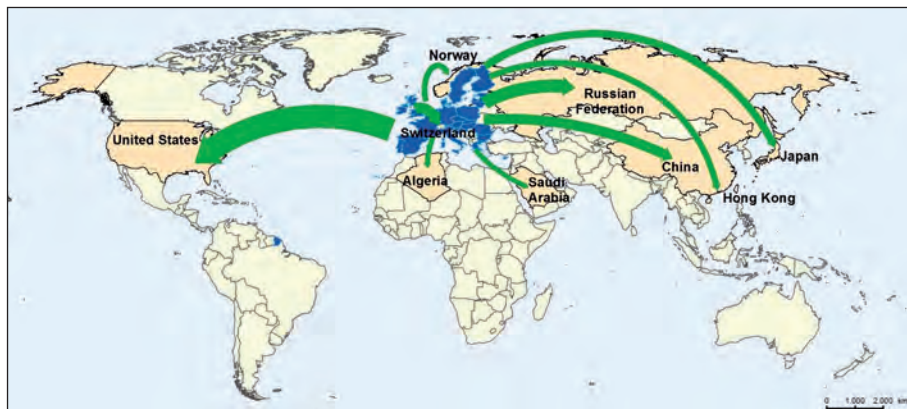 Norway
Russian
Federation
United States
Switzerland
China
Japan
Algeria
Saudi
Arabia
Hong Kong
0 1.000 2.000 km